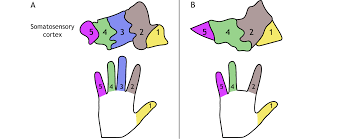 A
B
Somatosensory
cortex
5 4 3 2 1
5 4 2 1
5 4 3 2
1
5 4 2
1